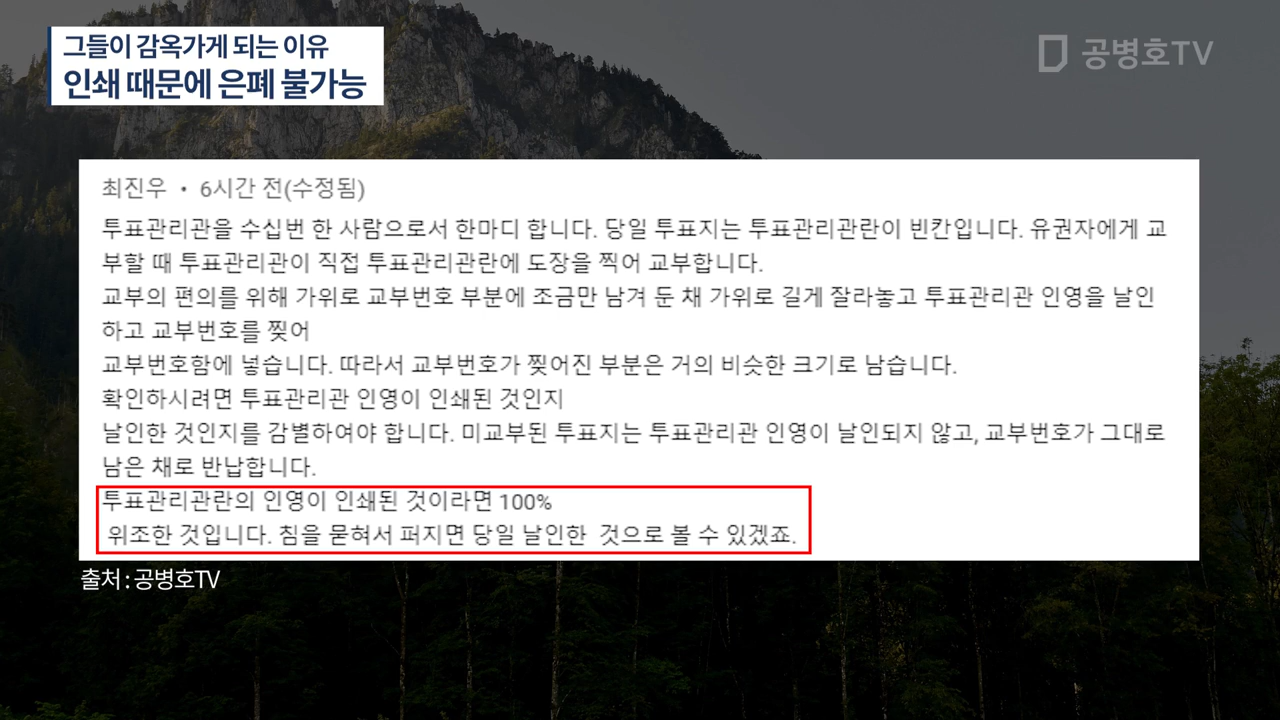 그들이 감옥가게 되는 이유
인쇄 때문에 은폐 불가능
공병호TV
최진우 • 6시간 전(수정됨)
투표관리관을 수십번 한 사람으로서 한마디 합니다. 당일 투표지는 투표관리관란이 빈칸입니다. 유권자에게 교
부할 때 투표관리관이 직접 투표관리관란에 도장을 찍어 교부합니다.
교부의 편의를 위해 가위로 교부번호 부분에 조금만 남겨 둔 채 가위로 길게 잘라놓고 투표관리관 인영을 날인
하고 교부번호를 찢어
교부번호함에 넣습니다. 따라서 교부번호가 찢어진 부분은 거의 비슷한 크기로 남습니다.
확인하시려면 투표관리관 인영이 인쇄된 것인지
날인한 것인지를 감별하여야 합니다. 미교부된 투표지는 투표관리관 인영이 날인되지 않고, 교부번호가 그대로
남은 채로 반납합니다.
투표관리관란의 인영이 인쇄된 것이라면 100%
위조한 것입니다. 침을 묻혀서 퍼지면 당일 날인한 것으로 볼 수 있겠죠.
출처 : 공병호TV